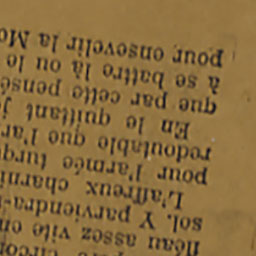 fléau assez vite
sol. Y parviendra-
L'affreux charni
pour l'armée turq
redoutable que l'ar
En le quittant j
que par cette pensé
à se battre là ou le
pour ensevelir la Mo